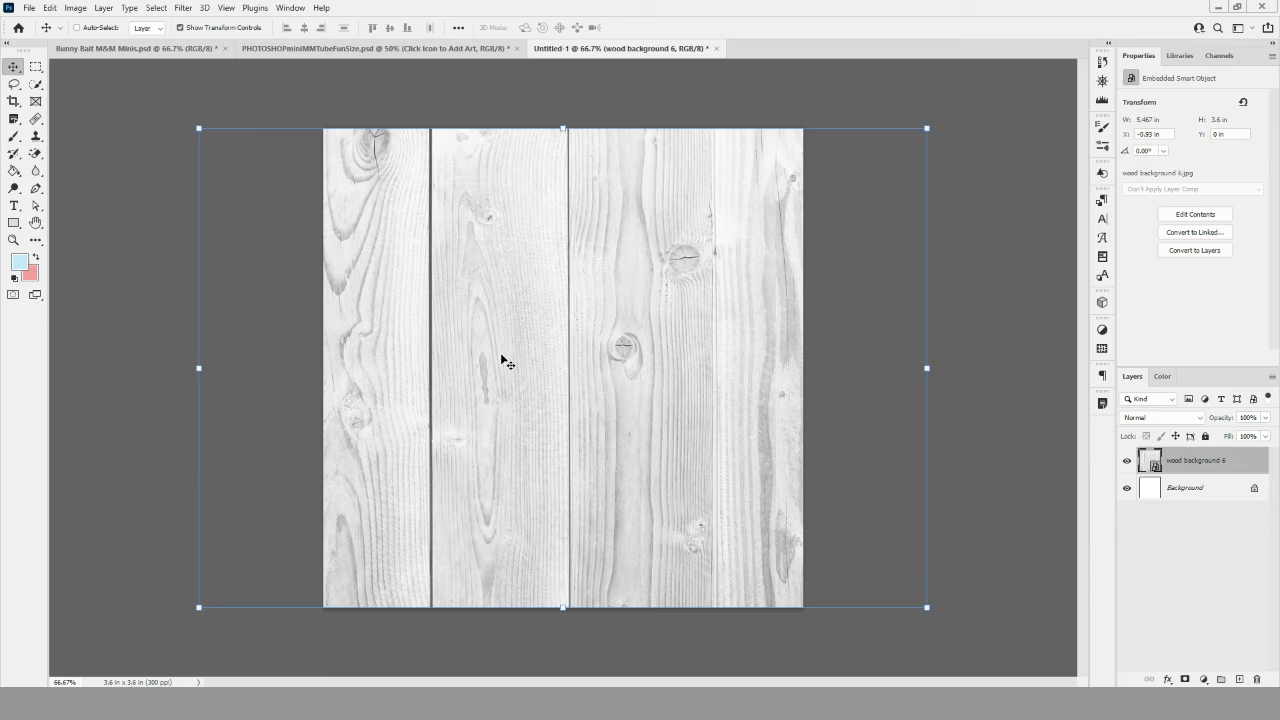 Ps File Edit Image Layer Type Select Filter 3D View Plugins Window Help
Auto-Select: Layer Show Transform Controls 3D Mode:
Bunny Bait M&M Minis.psd @ 66.7% (RGB/8) * × PHOTOSHOPminiMMTubeFunSize.psd @ 50% (Click Icon to Add Art, RGB/8) * × Untitled-1 @ 66.7% (wood background 6, RGB/8) * ×
Properties Libraries Channels
Embedded Smart Object
Transform
W: 5.467 in H: 3.6 in
X: -0.93 in Y: 0 in
0.00°
wood background 6.jpg
Don't Apply Layer Comp
Edit Contents
Convert to Linked...
Convert to Layers
Layers Color
Kind
Normal Opacity: 100%
Lock: Fill: 100%
wood background 6
Background
fx
66.67% 3.6 in x 3.6 in (300 ppi)